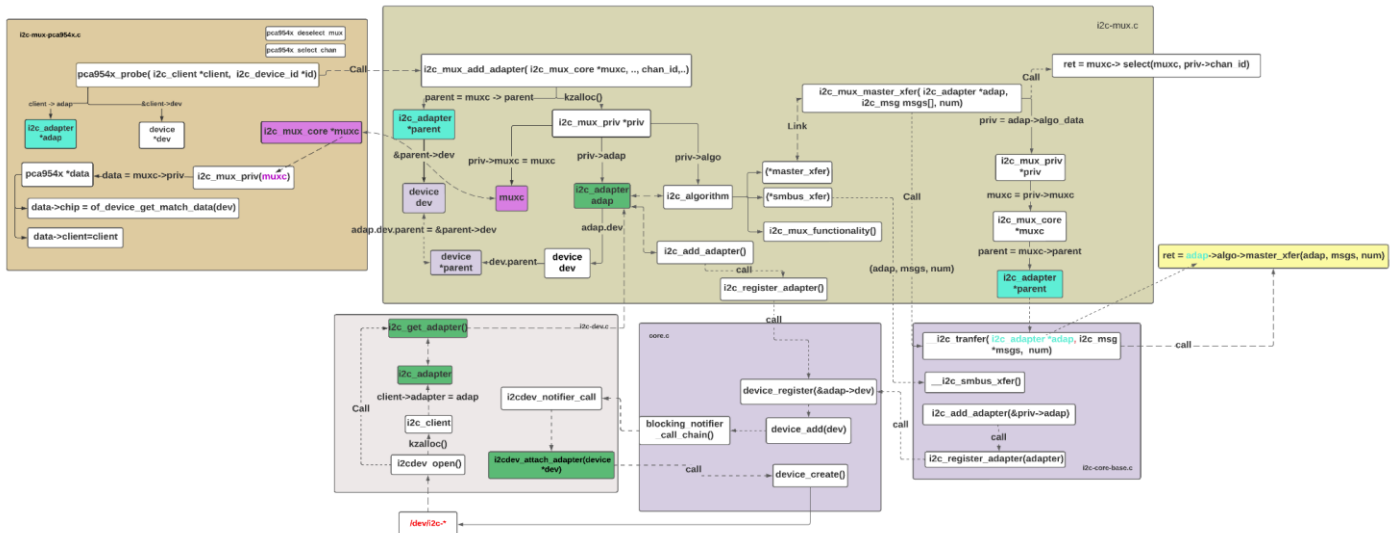 i2c-mux-pca954x.c
pca954x_deselect_mux
pca954x_select_chan
pca954x_probe( i2c_client *client,  i2c_device_id *id)
client -> adap
&client->dev
i2c_adapter
*adap
device
*dev
i2c_mux_core *muxc
pca954x *data
data = muxc->priv
i2c_mux_priv(muxc)
data->chip = of_device_get_match_data(dev)
data->client=client
Call
i2c-mux.c
i2c_mux_add_adapter( i2c_mux_core *muxc, .., chan_id,..)
parent = muxc -> parent
kzalloc()
i2c_adapter
*parent
i2c_mux_priv *priv
&parent->dev
priv->muxc = muxc
priv->adap
priv->algo
device
dev
muxc
i2c_adapter
adap
i2c_algorithm
(*master_xfer)
(*smbus_xfer)
i2c_mux_functionality()
adap.dev.parent = &parent->dev
adap.dev
device
*parent
dev.parent
device
dev
i2c_add_adapter()
call
i2c_register_adapter()
call
i2c_mux_master_xfer( i2c_adapter *adap,
i2c_msg msgs[], num)
Link
Call
ret = muxc-> select(muxc, priv->chan_id)
priv = adap->algo_data
i2c_mux_priv
*priv
muxc = priv->muxc
i2c_mux_core
*muxc
parent = muxc->parent
i2c_adapter
*parent
Call
(adap, msgs, num)
ret = adap->algo->master_xfer(adap, msgs, num)
i2c-dev.c
i2c_get_adapter()
i2c_adapter
client->adapter = adap
Call
i2c_client
kzalloc()
i2cdev_open()
i2cdev_notifier_call
i2cdev_attach_adapter(device
*dev)
call
/dev/i2c-*
core.c
device_register(&adap->dev)
blocking_notifier
_call_chain()
device_add(dev)
device_create()
call
__i2c_tranfer( i2c_adapter *adap, i2c_msg
*msgs,  num)
call
__i2c_smbus_xfer()
i2c_add_adapter(&priv->adap)
call
i2c_register_adapter(adapter)
i2c-core-base.c